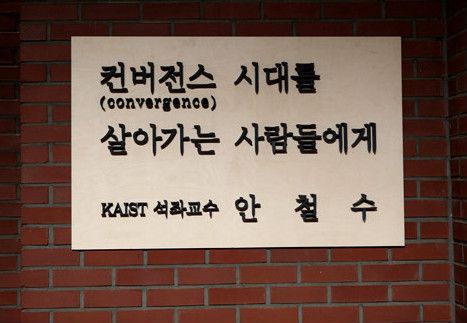 컨버전스 시대를
(convergence)
살아가는 사람들에게
KAIST 석좌교수 안 철 수